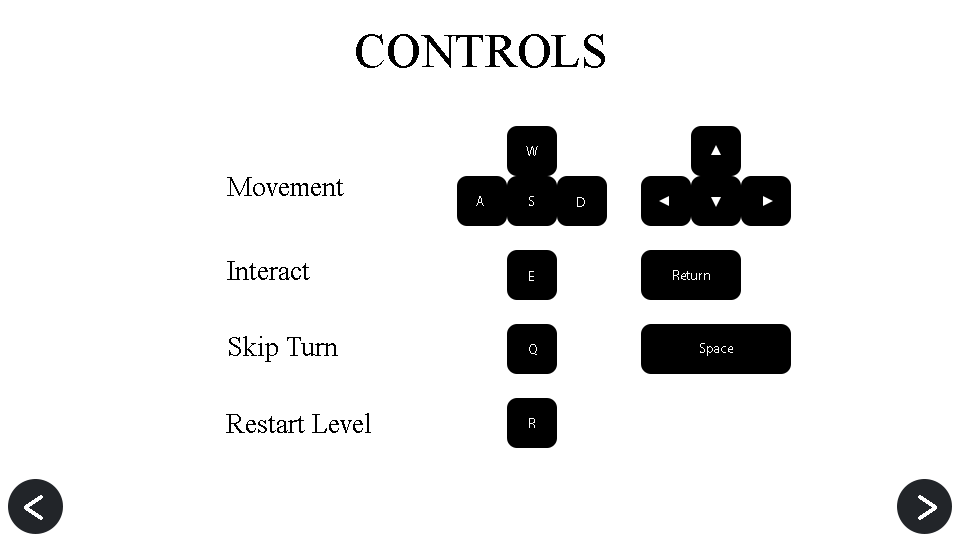 CONTROLS
W
Movement
A S D
Interact
E Return
Skip Turn
Q Space
Restart Level
R